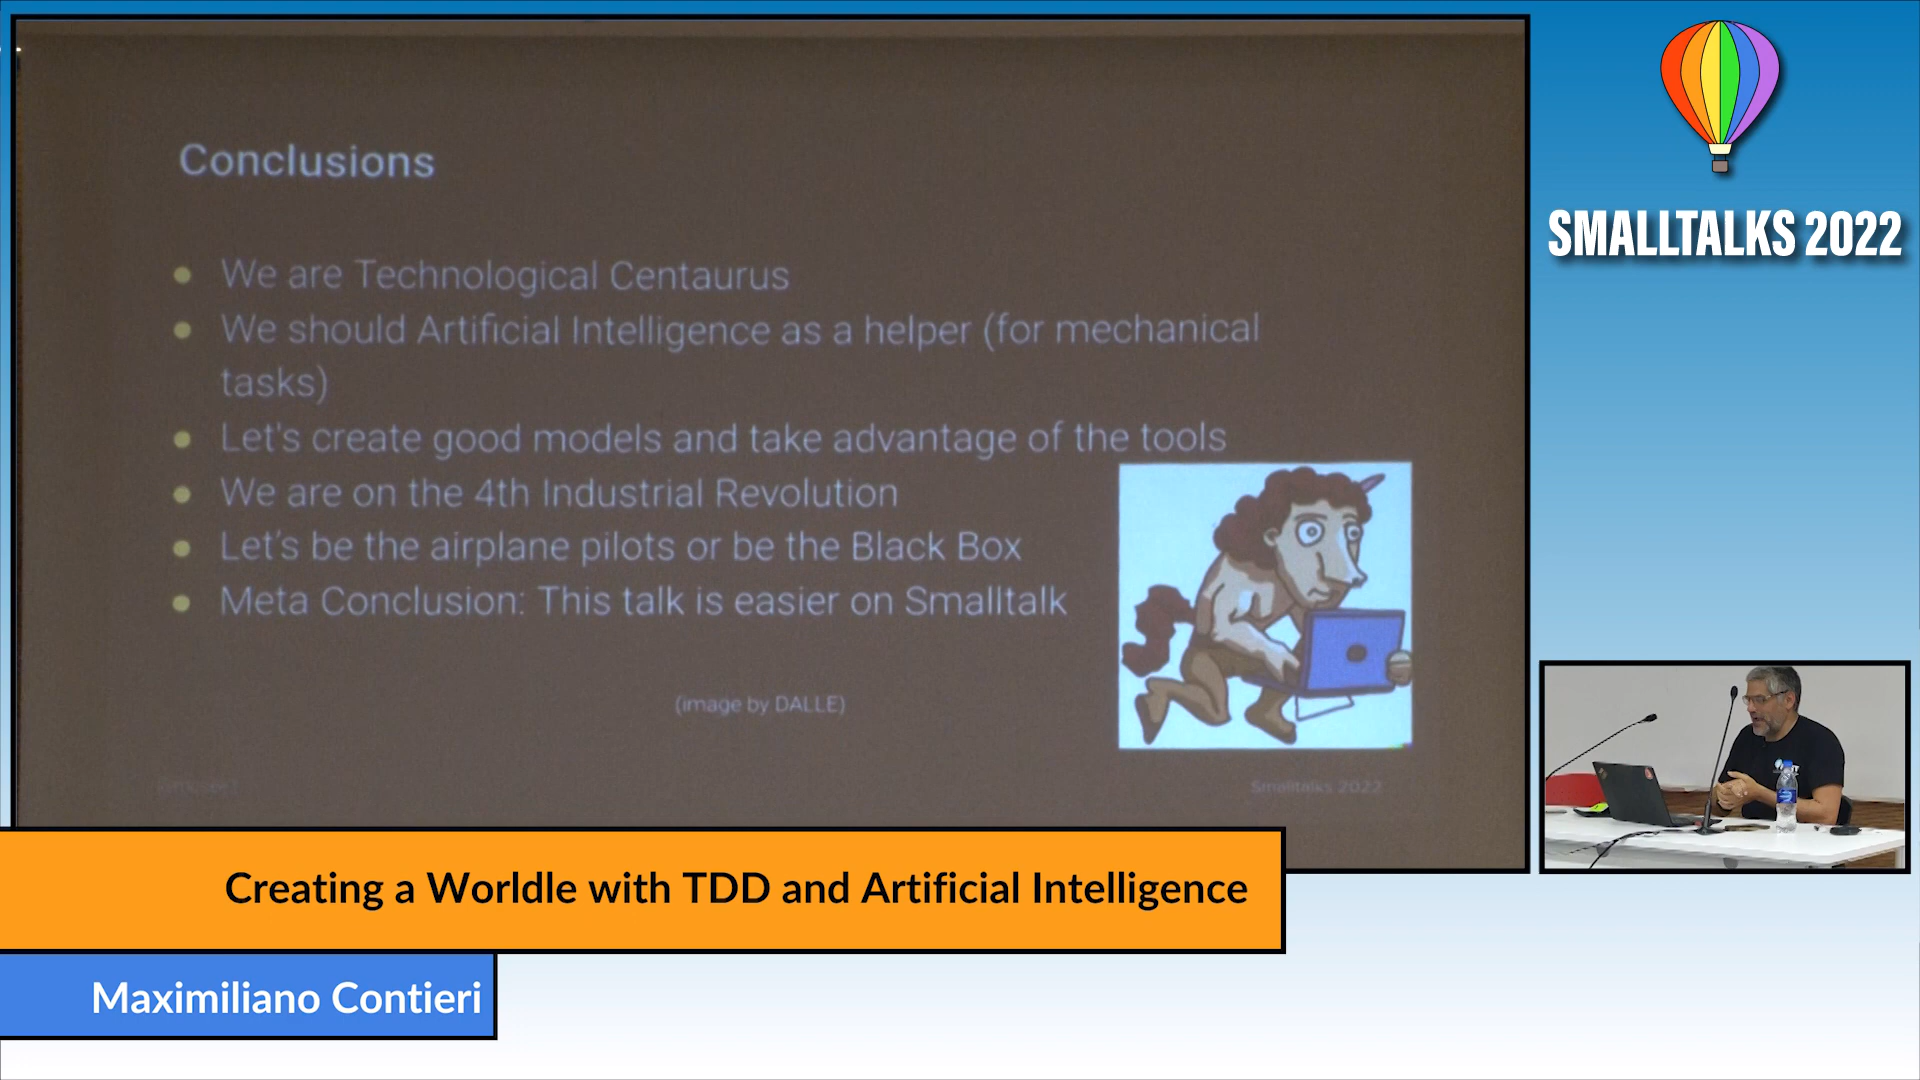 Conclusions
● We are Technological Centaurus
● We should Artificial Intelligence as a helper (for mechanical
tasks)
● Let's create good models and take advantage of the tools
● We are on the 4th Industrial Revolution
● Let's be the airplane pilots or be the Black Box
● Meta Conclusion: This talk is easier on Smalltalk
(image by DALLE)
Smalltalks 2022
SMALLTALKS 2022
Creating a Worldle with TDD and Artificial Intelligence
Maximiliano Contieri